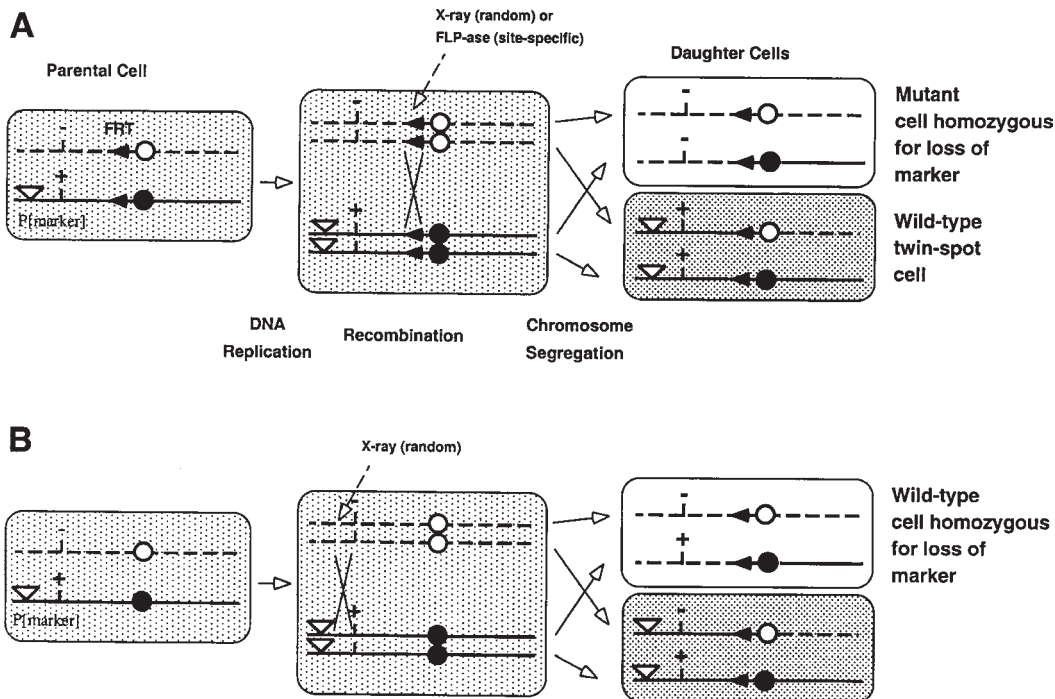 A
X-ray (random) or
FLP-ase (site-specific)
Parental Cell
Daughter Cells
-
FRT
+
P[marker]
-
-
+
+
-
-
+
+
Mutant
cell homozygous
for loss of
marker
Wild-type
twin-spot
cell
DNA
Replication
Recombination
Chromosome
Segregation
B
X-ray (random)
-
+
P[marker]
-
+
-
+
-
+
Wild-type
cell homozygous
for loss of
marker